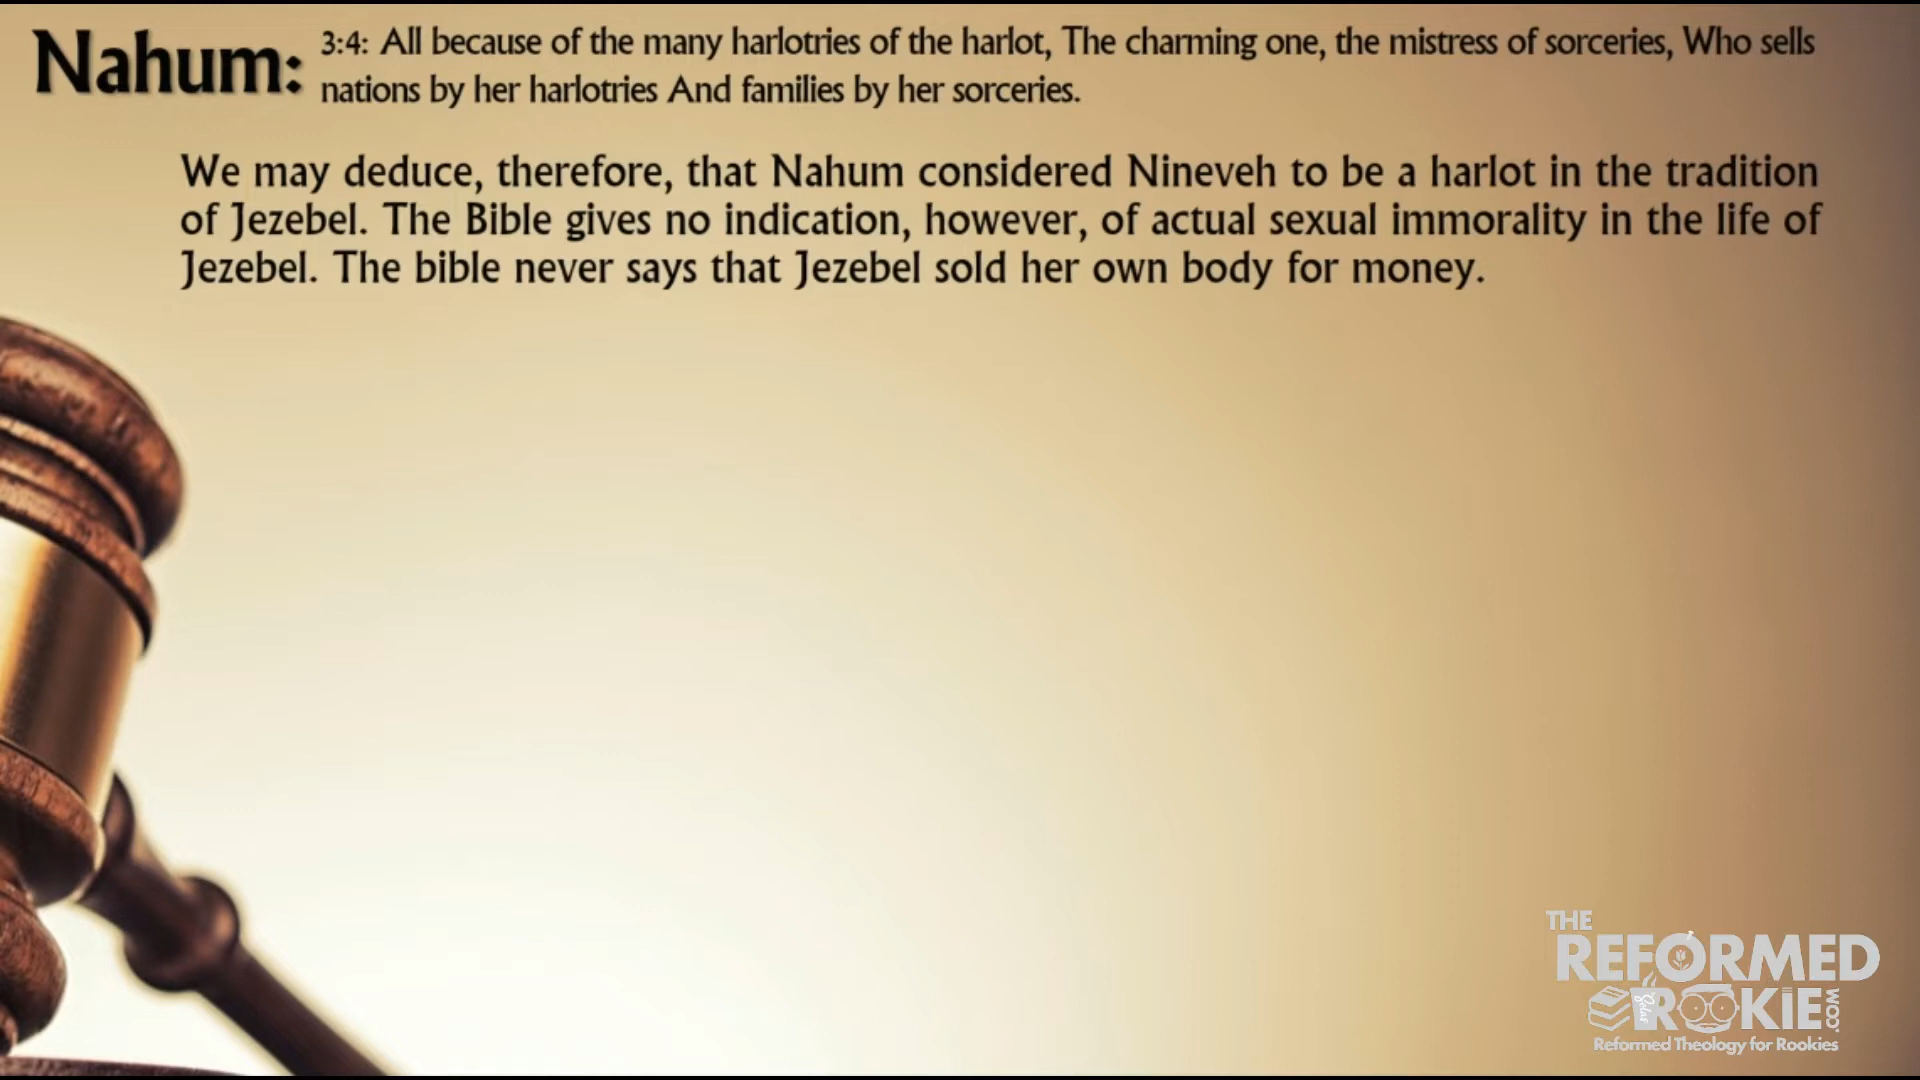 Nahum: 3:4: All because of the many harlotries of the harlot, The charming one, the mistress of sorceries, Who sells
nations by her harlotries And families by her sorceries.
We may deduce, therefore, that Nahum considered Nineveh to be a harlot in the tradition
of Jezebel. The Bible gives no indication, however, of actual sexual immorality in the life of
Jezebel. The bible never says that Jezebel sold her own body for money.
THE
REFORMED
ROOKIE.COM
Reformed Theology for Rookies